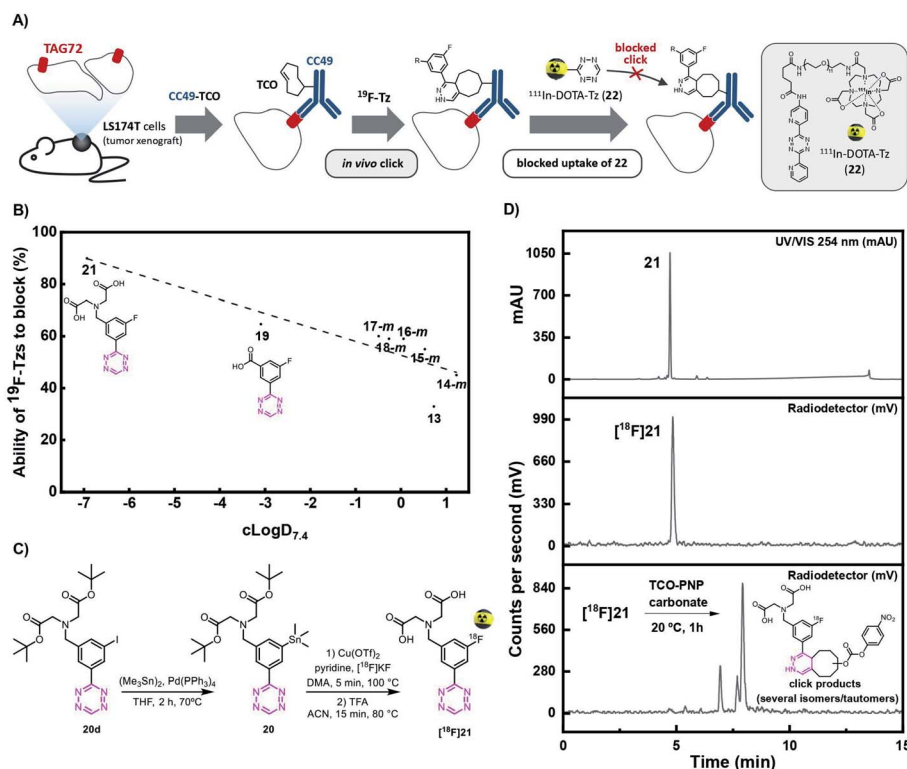 A)
TAG72
LS174T cells
(tumor xenograft)
CC49-TCO
TCO
CC49
¹⁹F-Tz
in vivo click
R
F
HN
N
¹¹¹In-DOTA-Tz (22)
blocked
click
blocked uptake of 22
R
F
HN
N
¹¹¹In-DOTA-Tz
(22)
B)
Ability of ¹⁹F-Tzs to block (%)
100
80
60
40
20
0
21
19
17-m
16-m
18-m
15-m
14-m
13
-7
-6
-5
-4
-3
-2
-1
0
1
cLogD7.4
C)
20d
(Me₃Sn)₂, Pd(PPh₃)₄
THF, 2 h, 70ºC
20
1) Cu(OTf)₂
pyridine, [¹⁸F]KF
DMA, 5 min, 100 °C
2) TFA
ACN, 15 min, 80 °C
[¹⁸F]21
D)
UV/VIS 254 nm (mAU)
21
mAU
1050
700
350
0
Radiodetector (mV)
[¹⁸F]21
990
660
330
0
Counts per second (mV)
Radiodetector (mV)
[¹⁸F]21
TCO-PNP
carbonate
20 ºC, 1h
click products
(several isomers/tautomers)
840
560
280
0
0
5
10
15
Time (min)